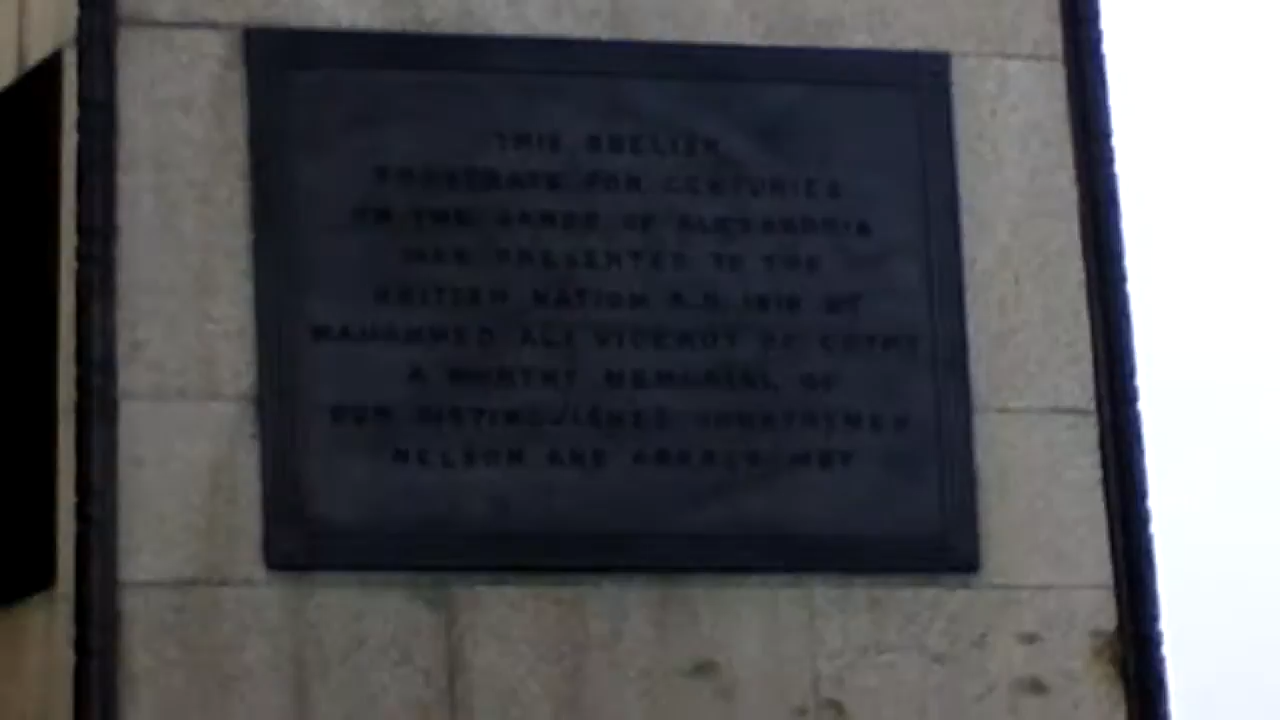 THIS OBELISK
PROSTRATE FOR CENTURIES
ON THE SANDS OF ALEXANDRIA
WAS PRESENTED TO THE
BRITISH NATION A.D. 1819 BY
MAHOMMED ALI VICEROY OF EGYPT
A WORTHY MEMORIAL OF
OUR DISTINGUISHED COUNTRYMEN
NELSON AND ABERCROMBY